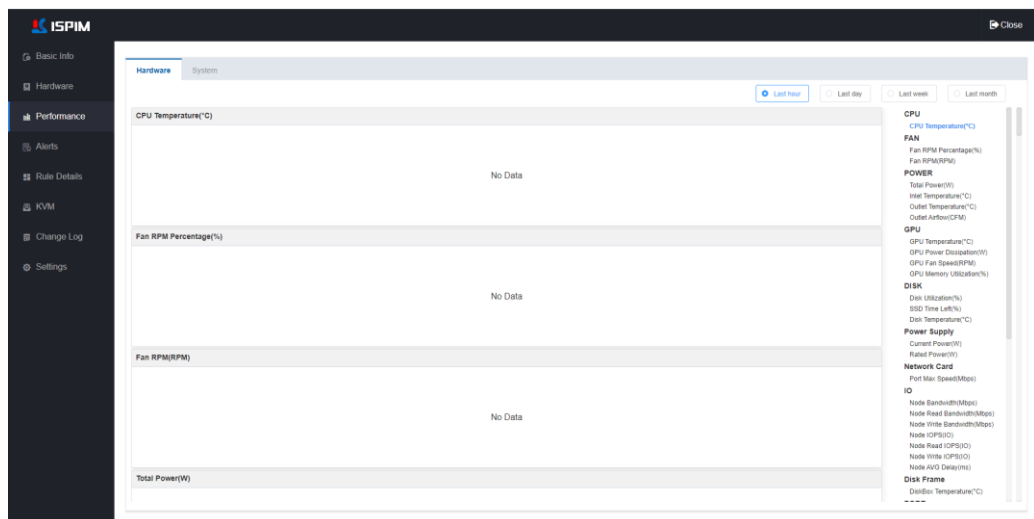 ISPIM
Close
Basic Info
Hardware
Performance
Alerts
Rule Details
KVM
Change Log
Settings
Hardware System
Last hour Last day Last week Last month
CPU Temperature(°C)
No Data
Fan RPM Percentage(%)
No Data
Fan RPM(RPM)
No Data
Total Power(W)
CPU
CPU Temperature(°C)
FAN
Fan RPM Percentage(%)
Fan RPM(RPM)
POWER
Total Power(W)
Inlet Temperature(°C)
Outlet Temperature(°C)
Outlet Airflow(CFM)
GPU
GPU Temperature(°C)
GPU Power Dissipation(W)
GPU Fan Speed(RPM)
GPU Memory Utilization(%)
DISK
Disk Utilization(%)
SSD Time Left(%)
Disk Temperature(°C)
Power Supply
Current Power(W)
Rated Power(W)
Network Card
Port Max Speed(Mbps)
IO
Node Bandwidth(Mbps)
Node Read Bandwidth(Mbps)
Node Write Bandwidth(Mbps)
Node IOPS(IO)
Node Read IOPS(IO)
Node Write IOPS(IO)
Node AVG Delay(ms)
Disk Frame
DiskBox Temperature(°C)